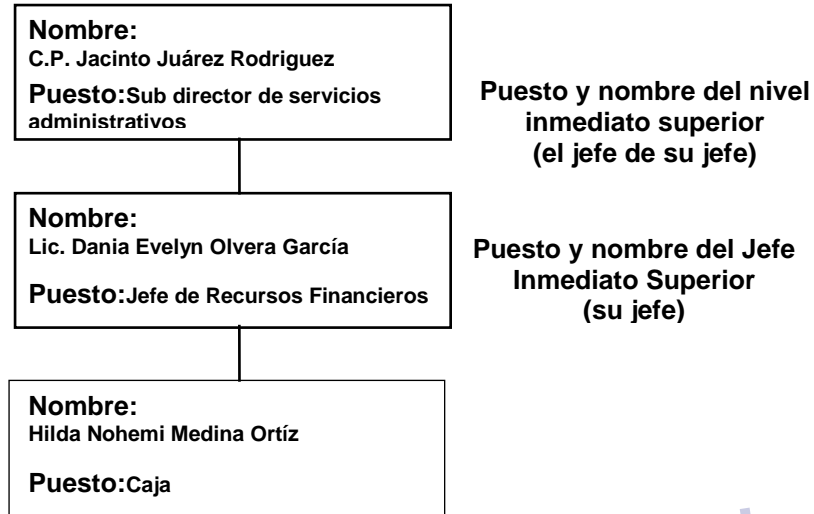 Nombre:
C.P. Jacinto Juárez Rodriguez
Puesto:Sub director de servicios
administrativos
Puesto y nombre del nivel
inmediato superior
(el jefe de su jefe)
Nombre:
Lic. Dania Evelyn Olvera García
Puesto:Jefe de Recursos Financieros
Puesto y nombre del Jefe
Inmediato Superior
(su jefe)
Nombre:
Hilda Nohemi Medina Ortíz
Puesto:Caja